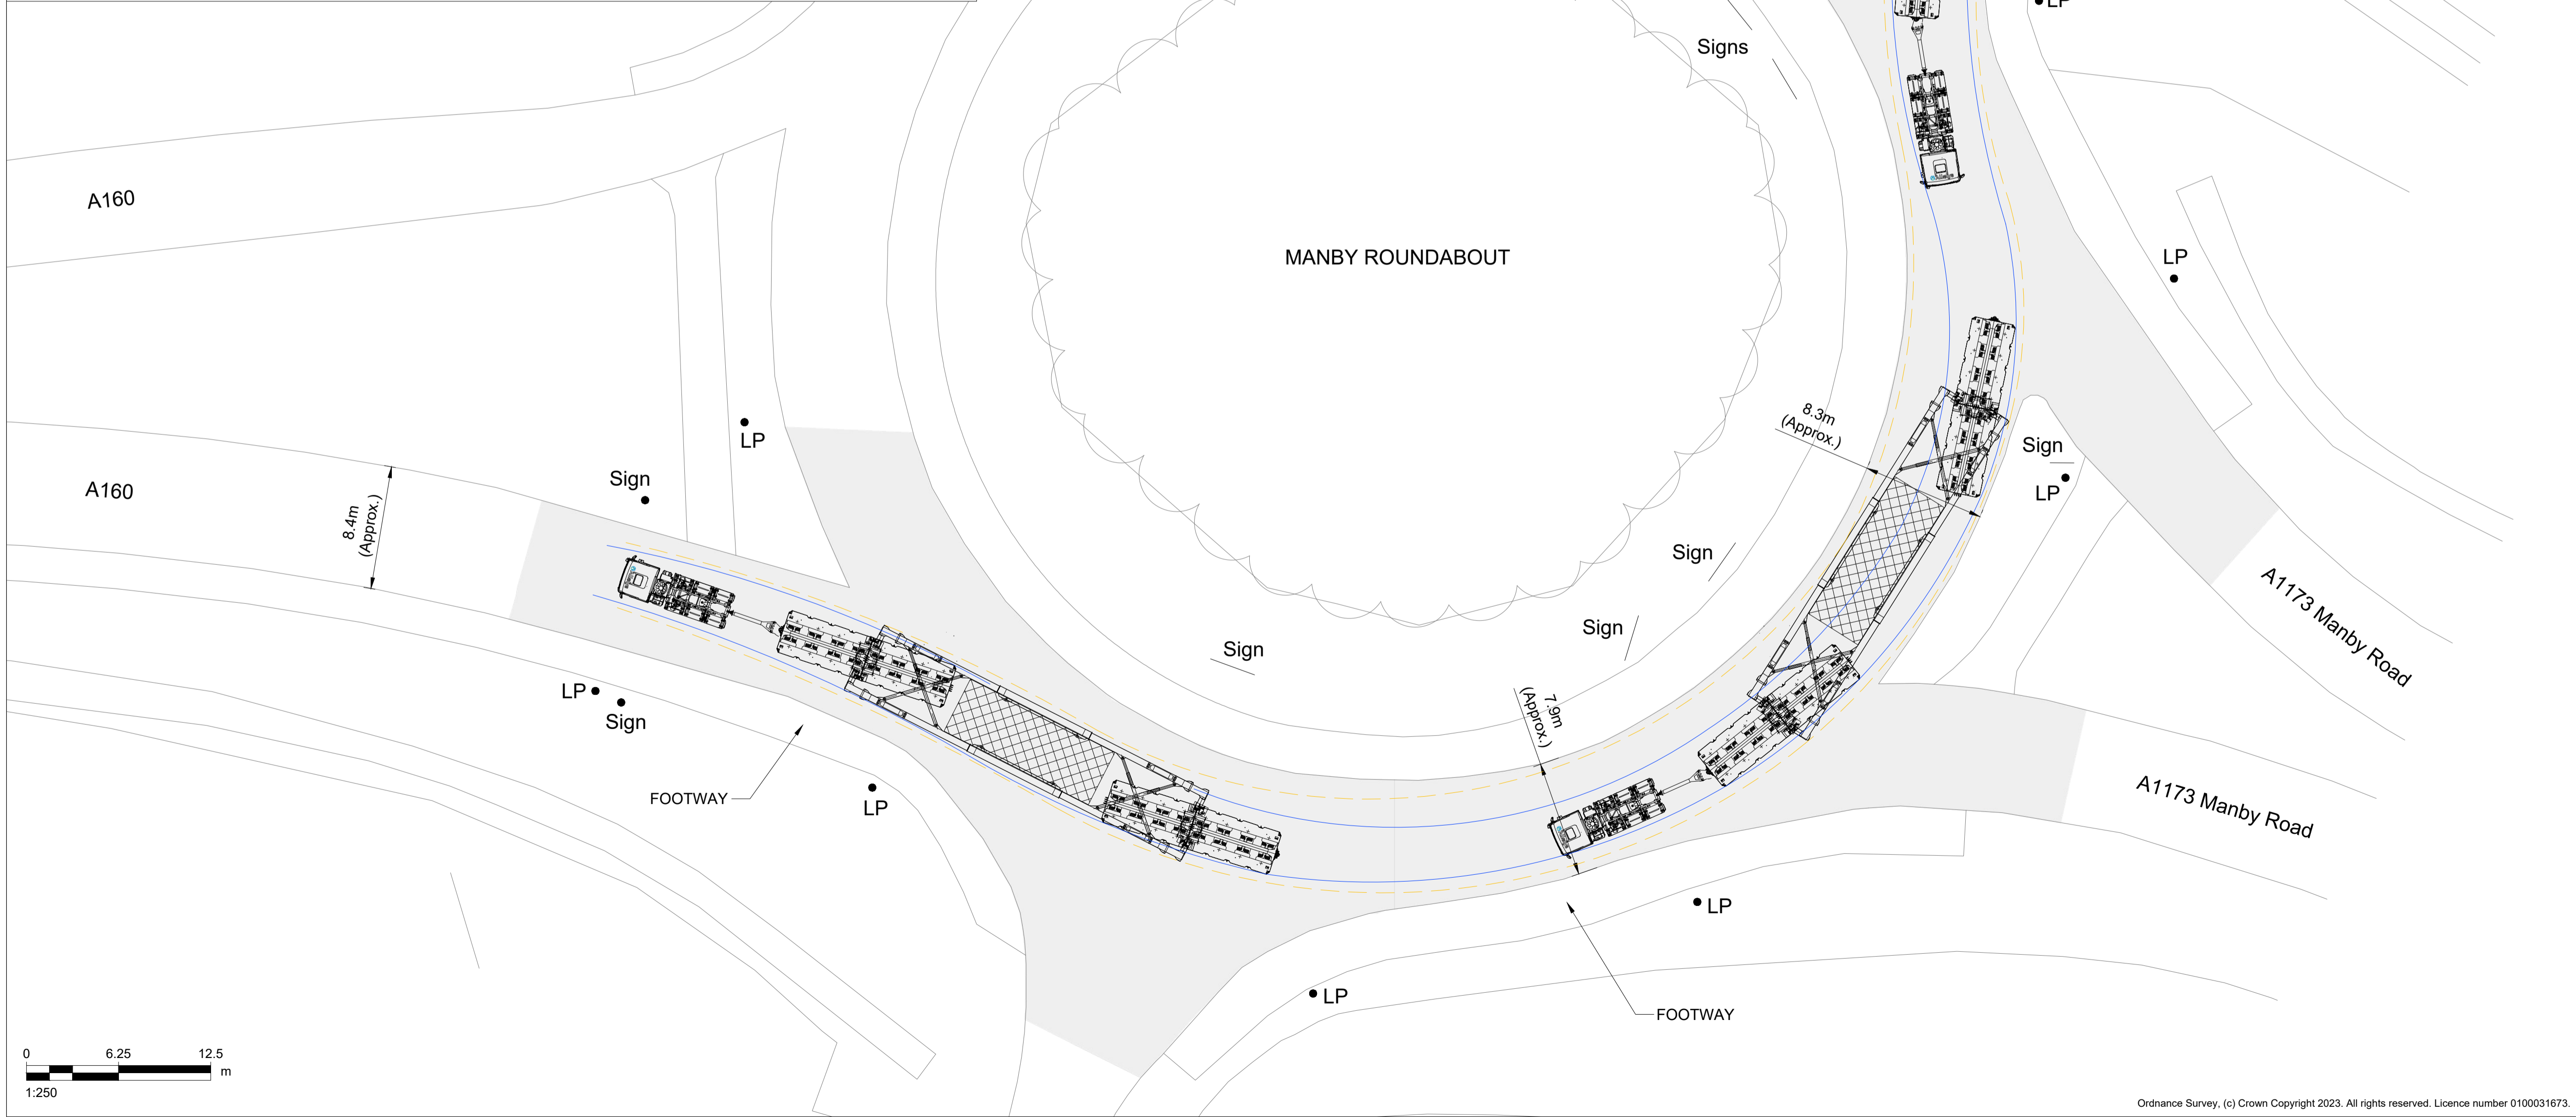 LP
Signs
A160
MANBY ROUNDABOUT
LP
8.3m
(Approx.)
LP
Sign
Sign
LP
A160
Sign
8.4m
(Approx.)
Sign
A1173 Manby Road
Sign
Sign
LP
Sign
7.9m
(Approx.)
FOOTWAY
LP
A1173 Manby Road
LP
LP
FOOTWAY
0 6.25 12.5
m
1:250
Ordnance Survey, (c) Crown Copyright 2023. All rights reserved. Licence number 0100031673.